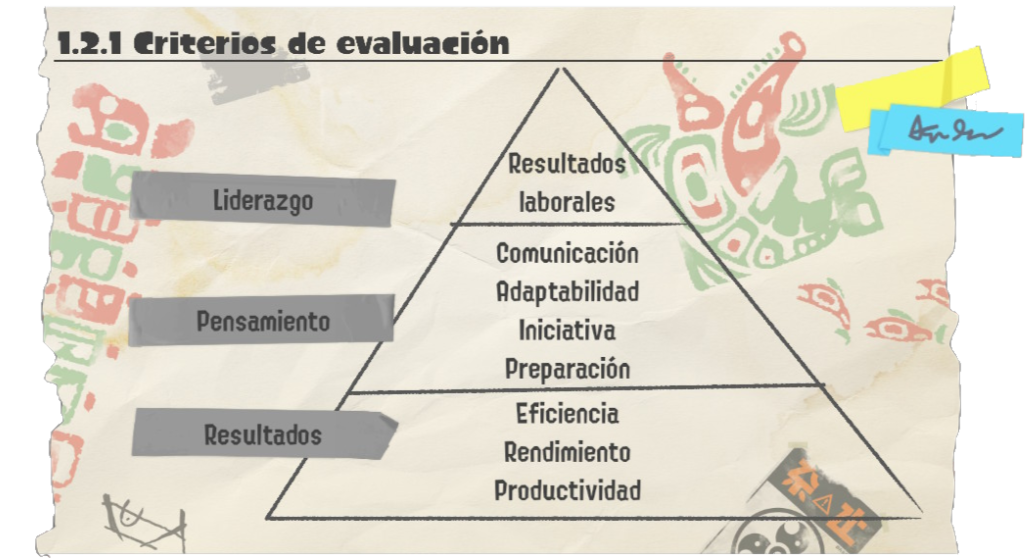 1.2.1 Criterios de evaluación
Liderazgo
Resultados
laborales
Pensamiento
Comunicación
Adaptabilidad
Iniciativa
Preparación
Resultados
Eficiencia
Rendimiento
Productividad